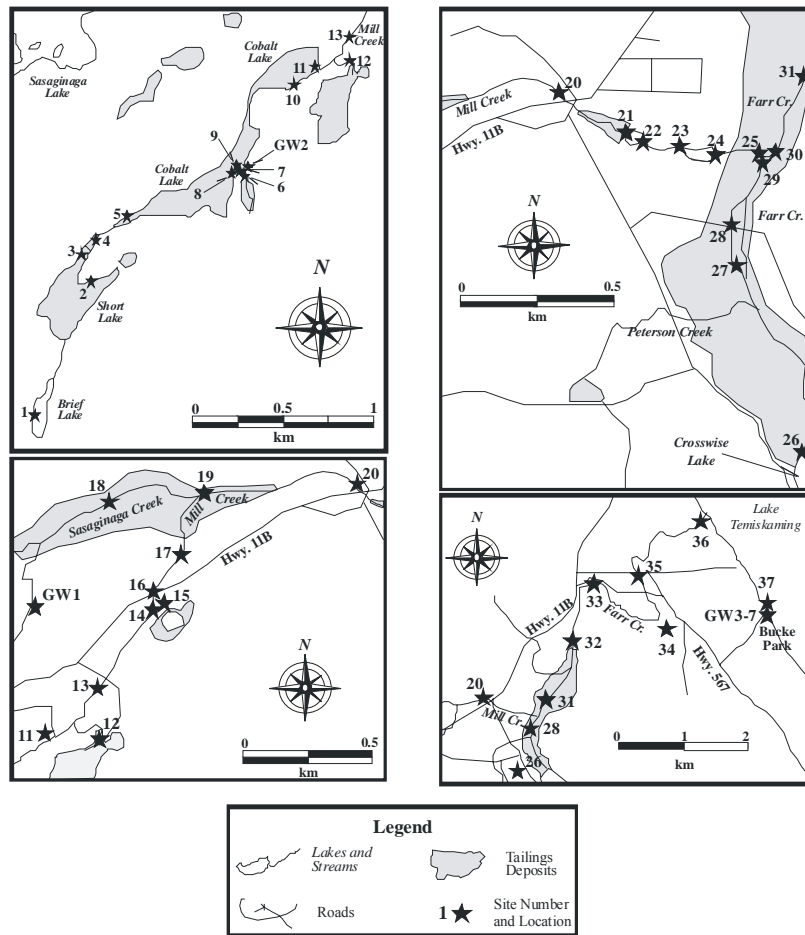 13
Mill
Creek
Cobalt
Lake
12
11
Sasaginaga
Lake
10
9
GW2
Cobalt
Lake
7
8
6
5
4
3
2
N
Short
Lake
1
Brief
Lake
0
0.5
1
km
31
20
Farr Cr.
Mill Creek
21
Hwy. 11B
22
23
24
25
30
29
N
28
Farr Cr.
27
0
0.5
km
Peterson Creek
26
Crosswise
Lake
18
19
20
Sasaginaga Creek
Mill
Creek
Hwy. 11B
17
16
15
GW1
14
N
13
12
11
0
0.5
km
N
Lake
Temiskaming
36
35
37
33
GW3-7
Hwy. 11B
Farr Cr.
Bucke
Park
34
32
Hwy. 567
20
31
Mill Cr.
28
0
1
2
km
26
Legend
Lakes and
Streams
Tailings
Deposits
Roads
1
Site Number
and Location